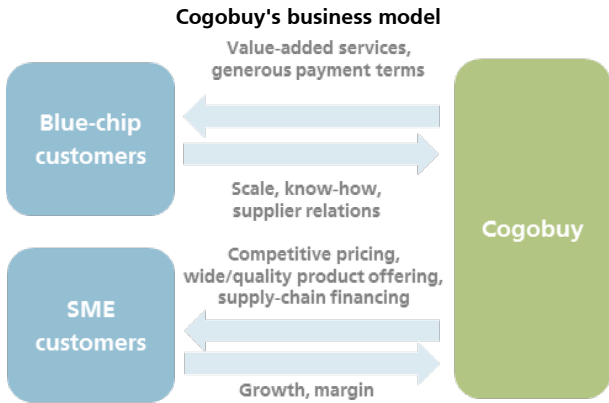 Cogobuy's business model
Value-added services,
generous payment terms
Blue-chip
customers
Scale, know-how,
supplier relations
Cogobuy
Competitive pricing,
wide/quality product offering,
supply-chain financing
SME
customers
Growth, margin